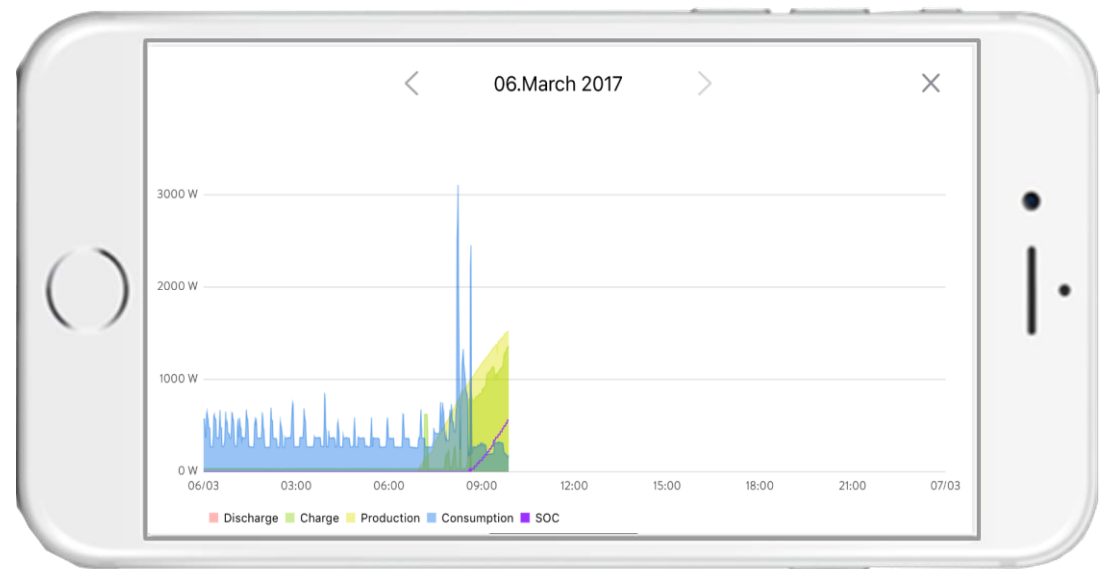 06.March 2017
3000 W
2000 W
1000 W
0 W
06/03 03:00 06:00 09:00 12:00 15:00 18:00 21:00 07/03
Discharge Charge Production Consumption SOC